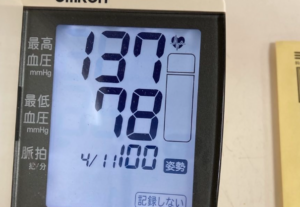 OMRON
最高
血圧
mmHg
137
最低
血圧
mmHg
78
脈拍
拍/分
4/11 100
姿勢
記録しない